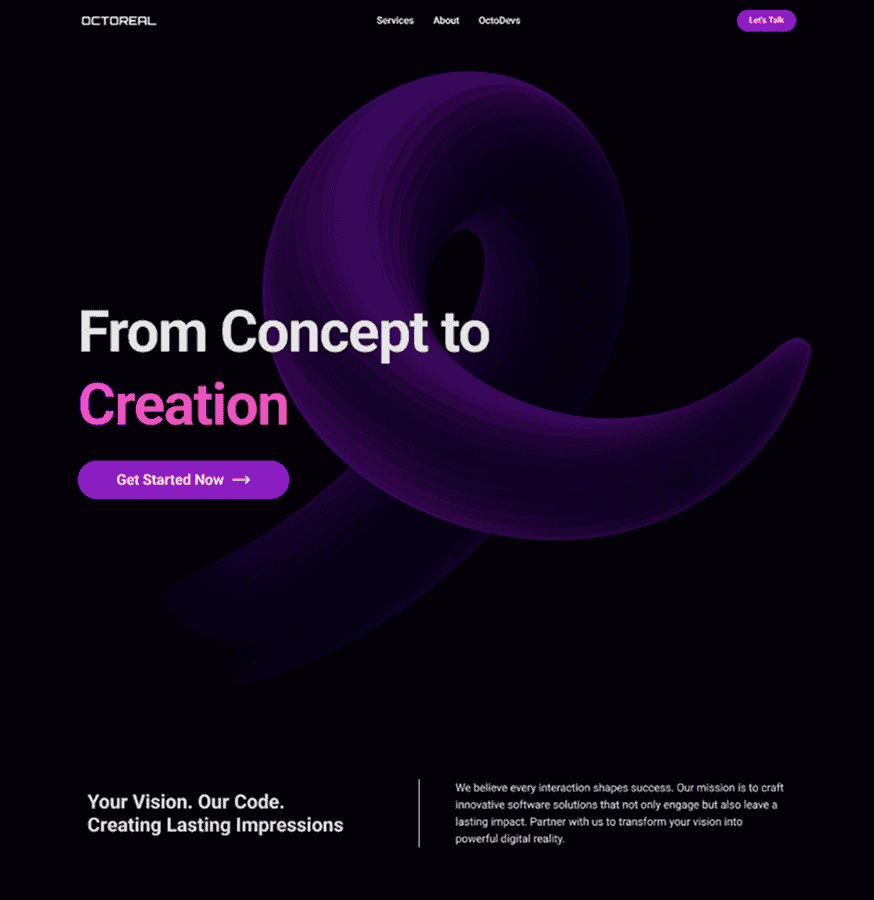 OCTOREAL
Services About OctoDevs
Let's Talk
From Concept to
Creation
Get Started Now →
Your Vision. Our Code.
Creating Lasting Impressions
We believe every interaction shapes success. Our mission is to craft
innovative software solutions that not only engage but also leave a
lasting impact. Partner with us to transform your vision into
powerful digital reality.